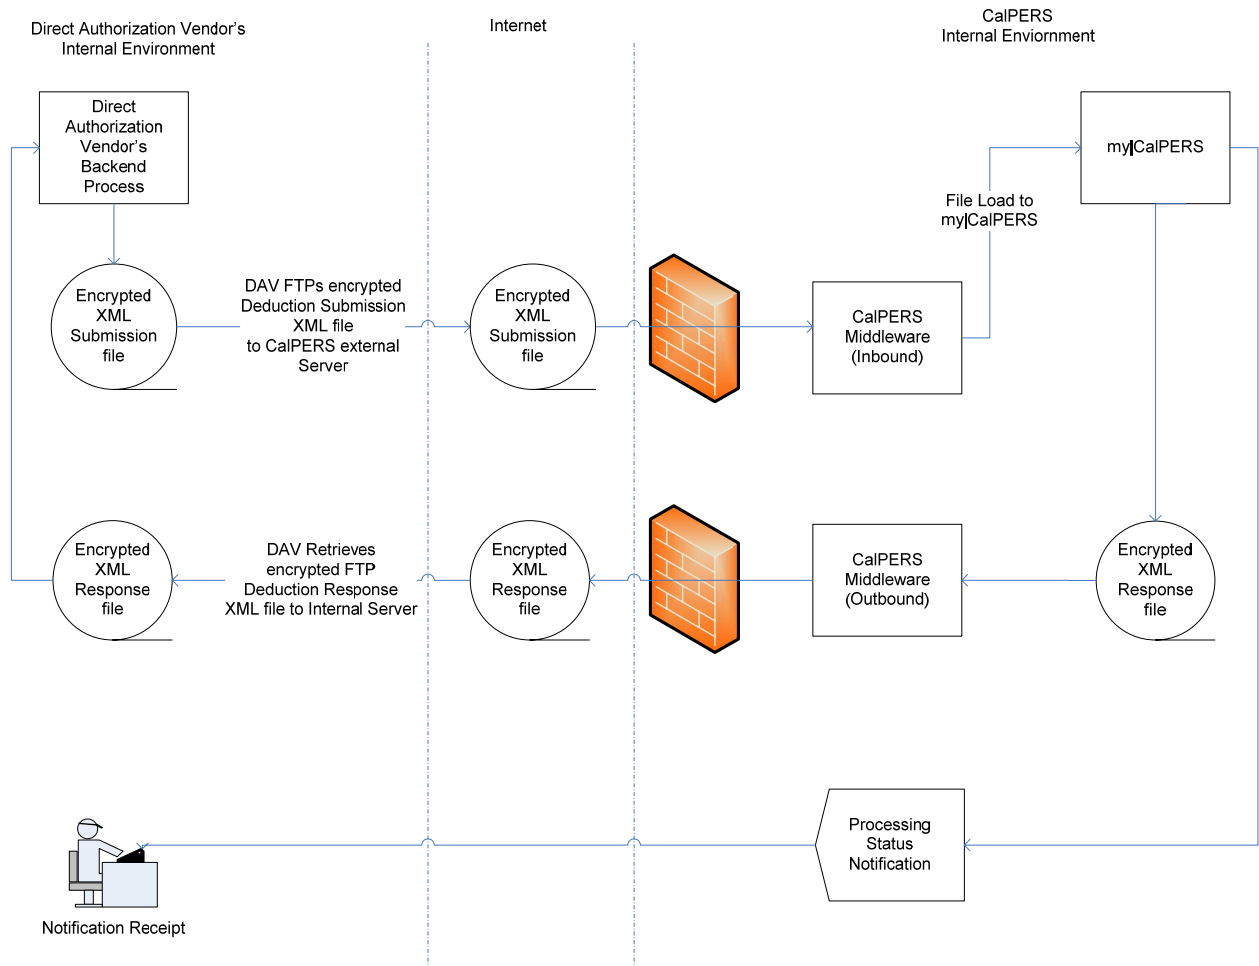 Direct Authorization Vendor's
Internal Environment
Internet
CalPERS
Internal Enviornment
Direct
Authorization
Vendor's
Backend
Process
my|CalPERS
File Load to
my|CalPERS
Encrypted
XML
Submission
file
DAV FTPs encrypted
Deduction Submission
XML file
to CalPERS external
Server
Encrypted
XML
Submission
file
CalPERS
Middleware
(Inbound)
Encrypted
XML
Response
file
DAV Retrieves
encrypted FTP
Deduction Response
XML file to Internal Server
Encrypted
XML
Response
file
CalPERS
Middleware
(Outbound)
Encrypted
XML
Response
file
Processing
Status
Notification
Notification Receipt